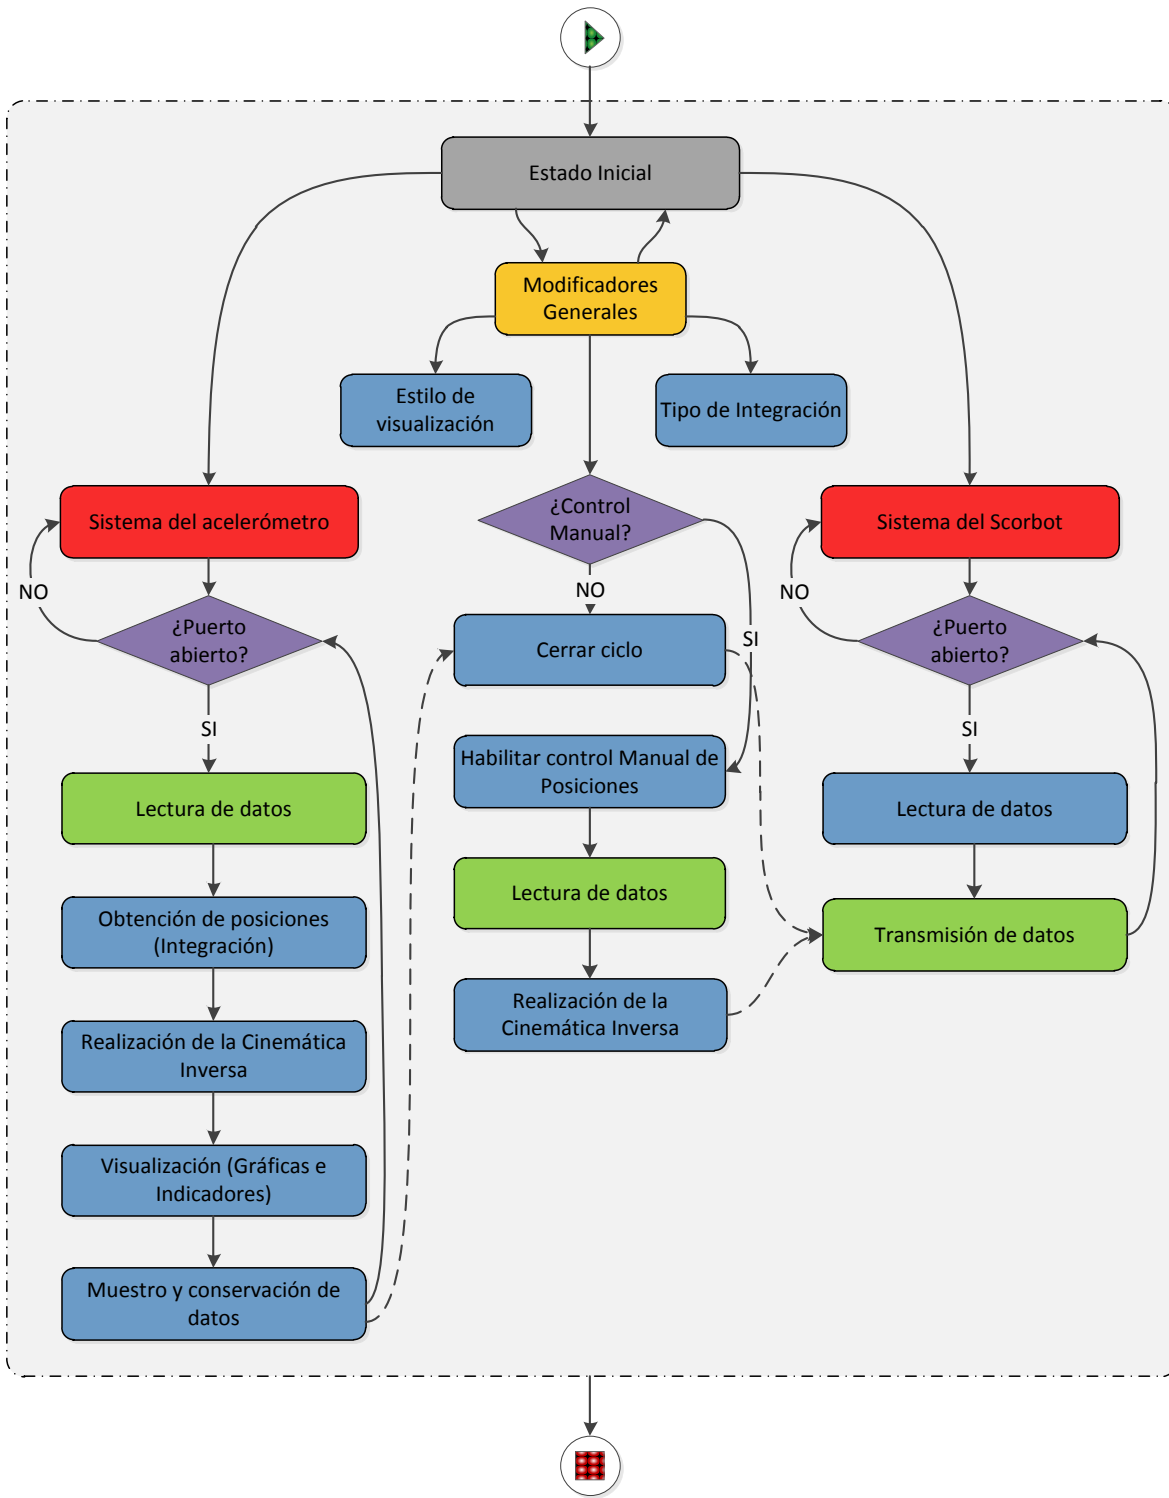 Estado Inicial
Modificadores
Generales
Estilo de
visualización
Tipo de Integración
Sistema del acelerómetro
¿Control
Manual?
Sistema del Scorbot
NO
NO
NO
¿Puerto
abierto?
Cerrar ciclo
SI
¿Puerto
abierto?
SI
SI
Habilitar control Manual de
Posiciones
Lectura de datos
Lectura de datos
Lectura de datos
Obtención de posiciones
(Integración)
Transmisión de datos
Realización de la
Cinemática Inversa
Realización de la Cinemática
Inversa
Visualización (Gráficas e
Indicadores)
Muestro y conservación de
datos